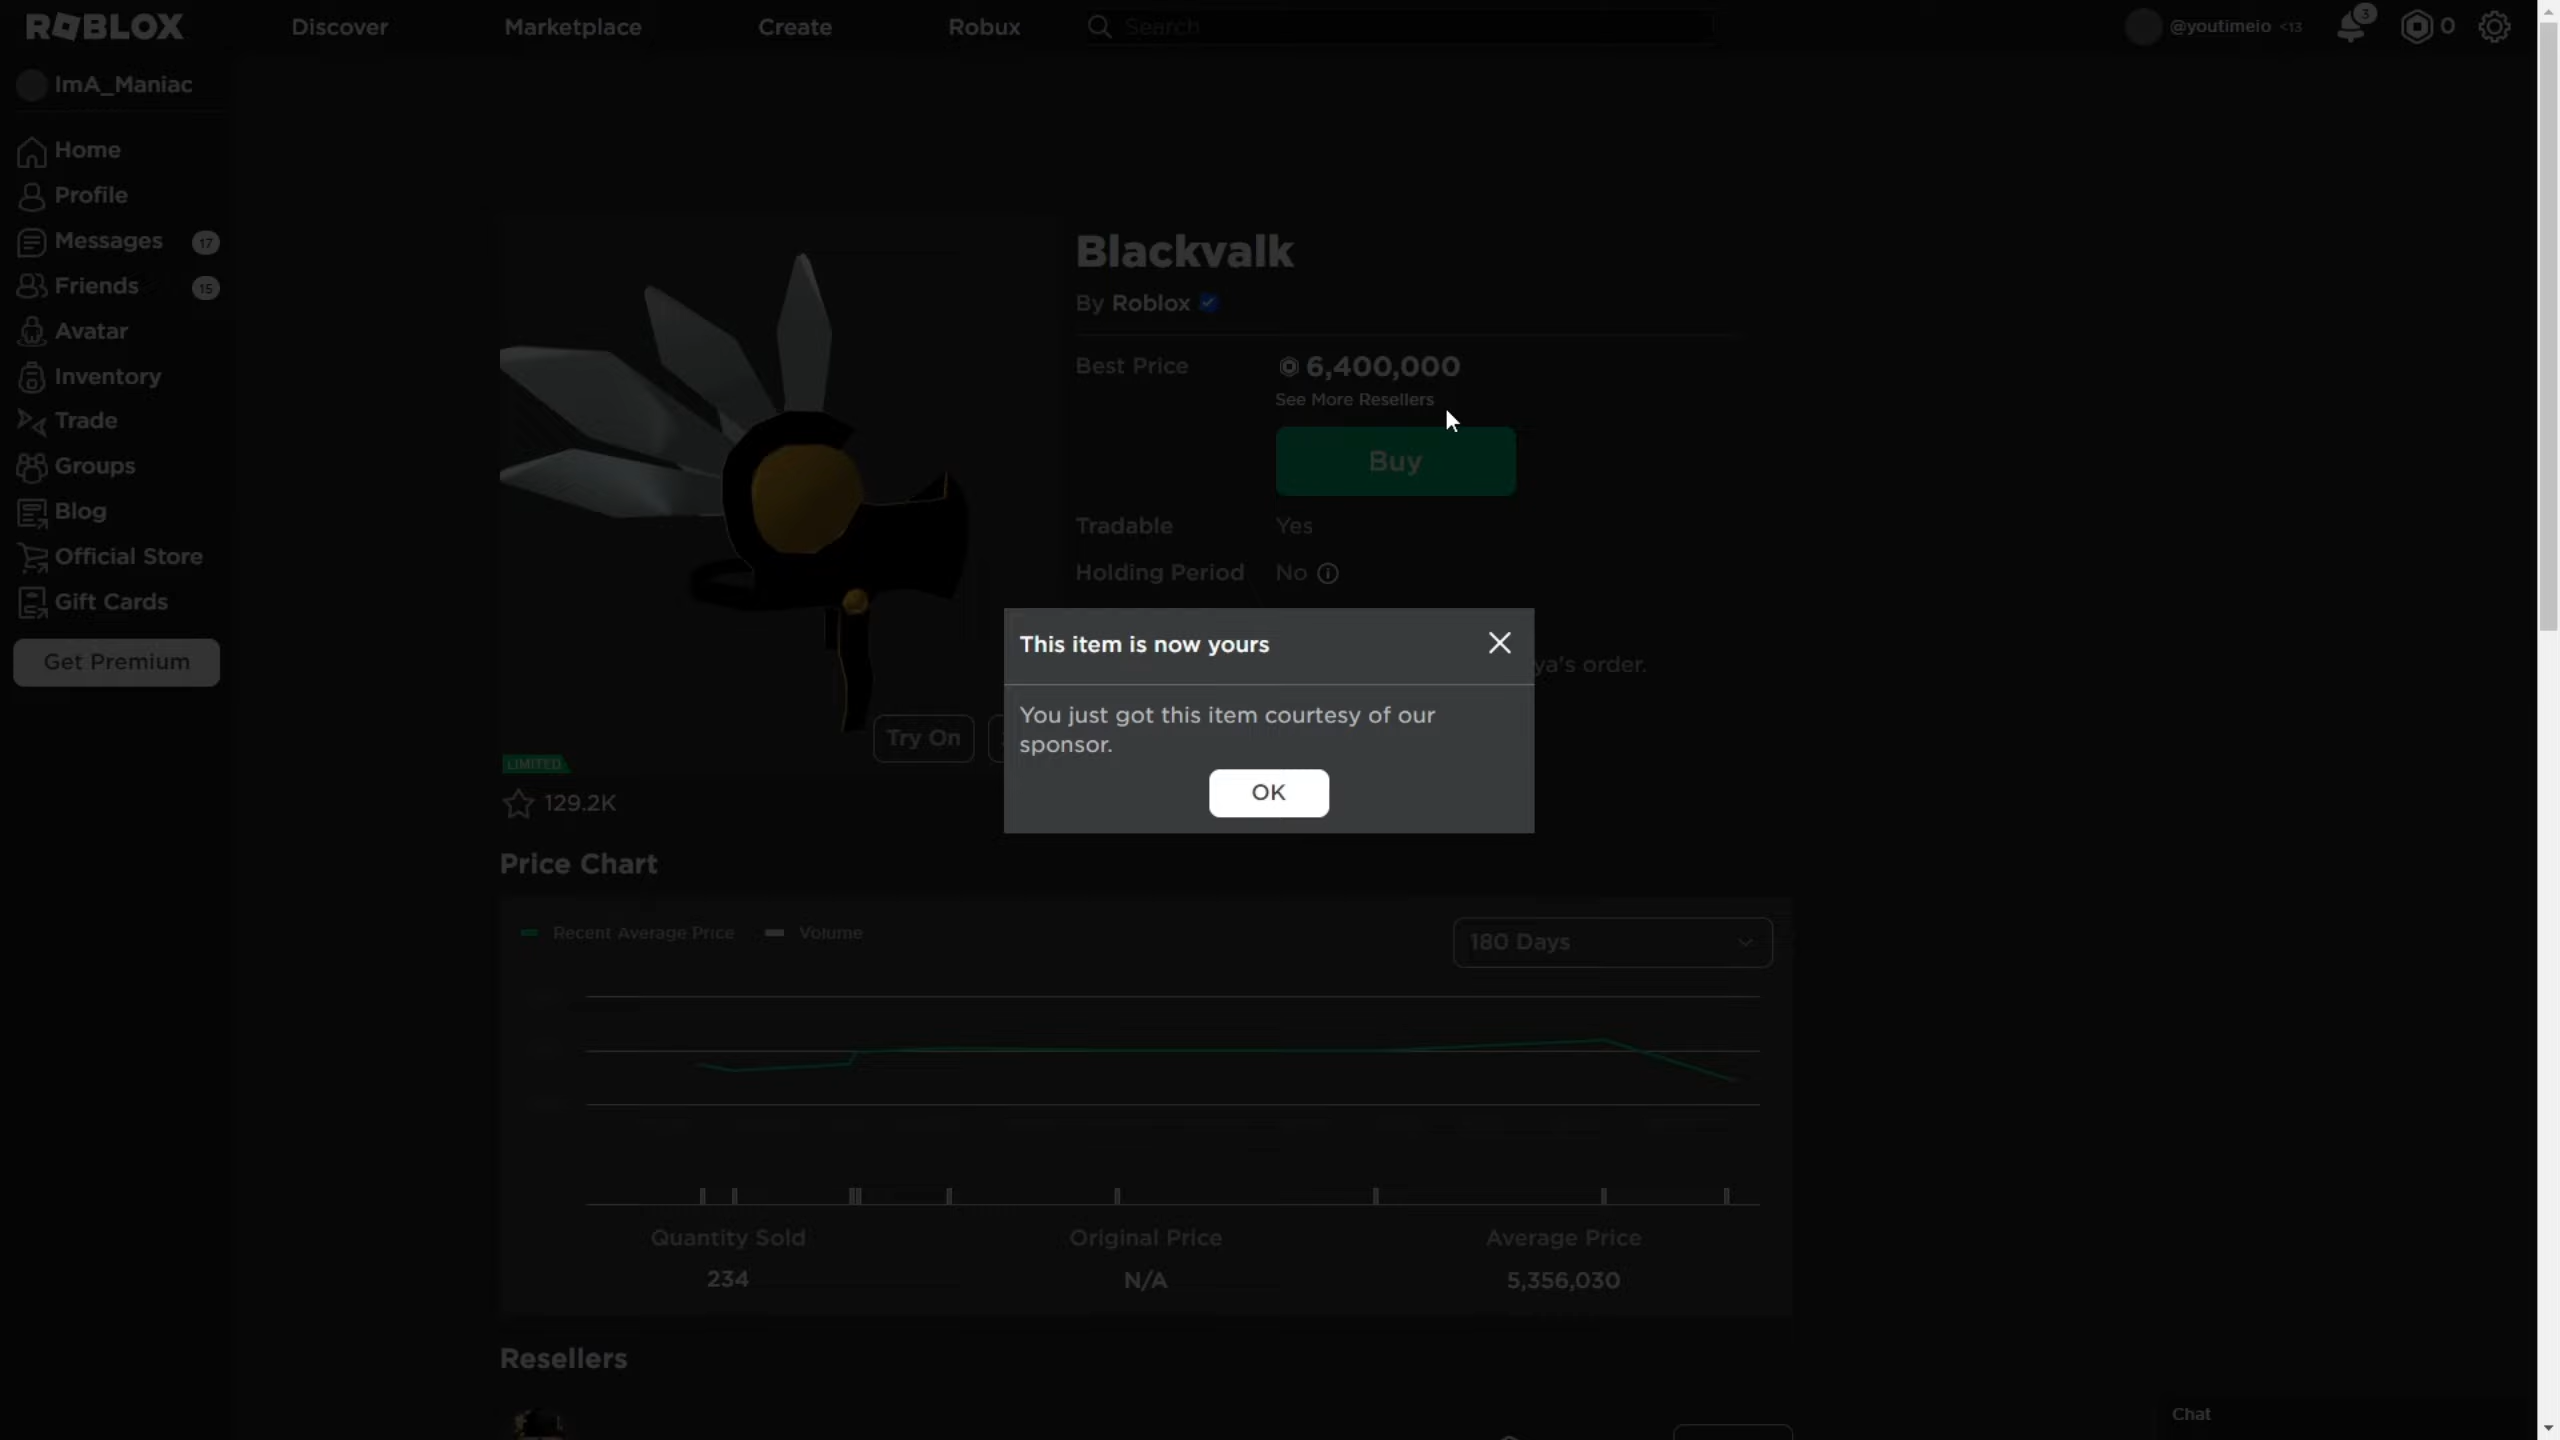 ROBLOX
Discover
Marketplace
Create
Robux
Search
@youtimeio <13
3
0
ImA_Maniac
Home
Profile
Messages 17
Friends 15
Avatar
Inventory
Trade
Groups
Blog
Official Store
Gift Cards
Get Premium
Blackvalk
By Roblox
Best Price 6,400,000
See More Resellers
Buy
Tradable Yes
Holding Period No
ya's order.
This item is now yours
You just got this item courtesy of our
sponsor.
OK
Try On
LIMITED
129.2K
Price Chart
Recent Average Price Volume
180 Days
Quantity Sold Original Price Average Price
234 N/A 5,356,030
Resellers
Chat